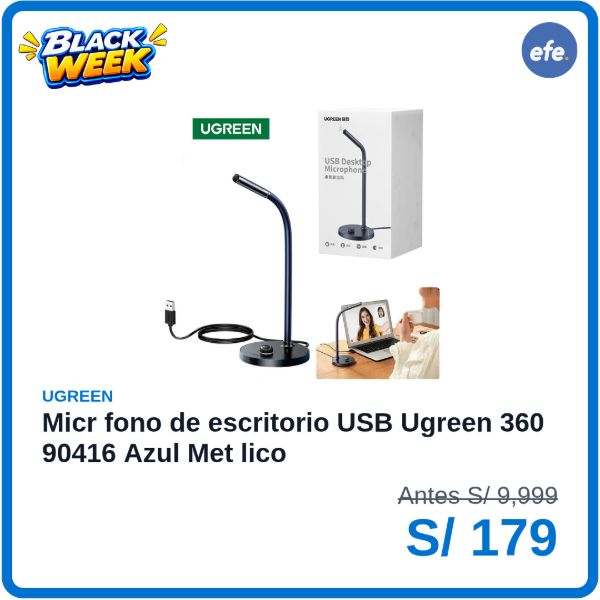 BLACK
WEEK
efe.
UGREEN
UGREEN
USB Desktop
Microphone
UGREEN
Micr fono de escritorio USB Ugreen 360
90416 Azul Met lico
Antes S/ 9,999
S/ 179